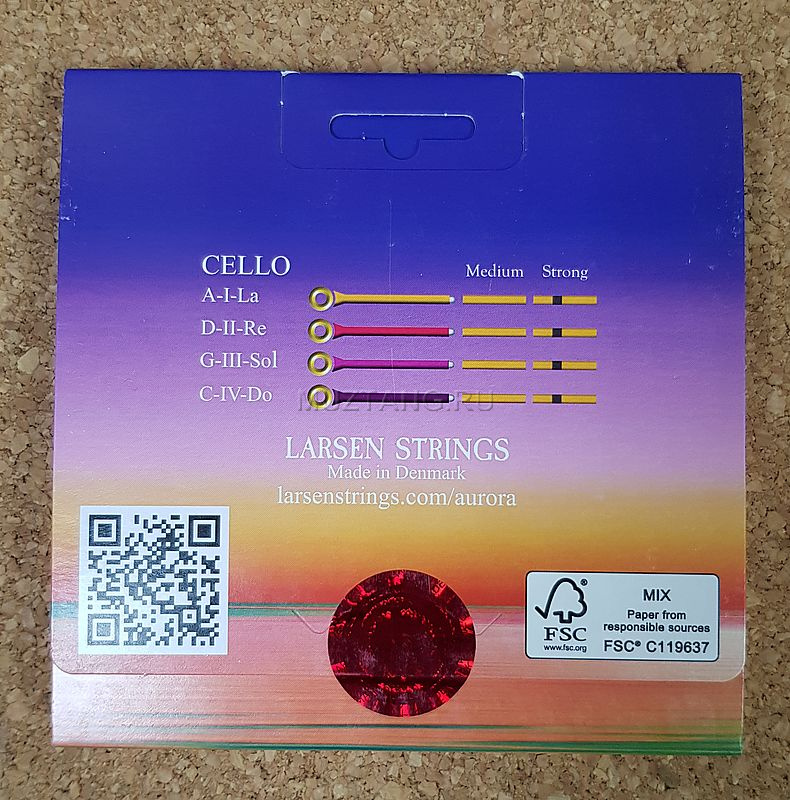 CELLO
Medium Strong
A-I-La
D-II-Re
G-III-Sol
C-IV-Do
MUZTANG.RU
LARSEN STRINGS
Made in Denmark
larsenstrings.com/aurora
FSC
®
www.fsc.org
MIX
Paper from
responsible sources
FSC® C119637